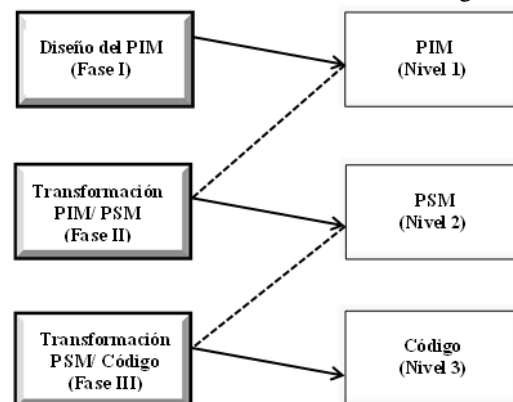 Diseño del PIM
(Fase I)
PIM
(Nivel 1)
Transformación
PIM/ PSM
(Fase II)
PSM
(Nivel 2)
Transformación
PSM/ Código
(Fase III)
Código
(Nivel 3)